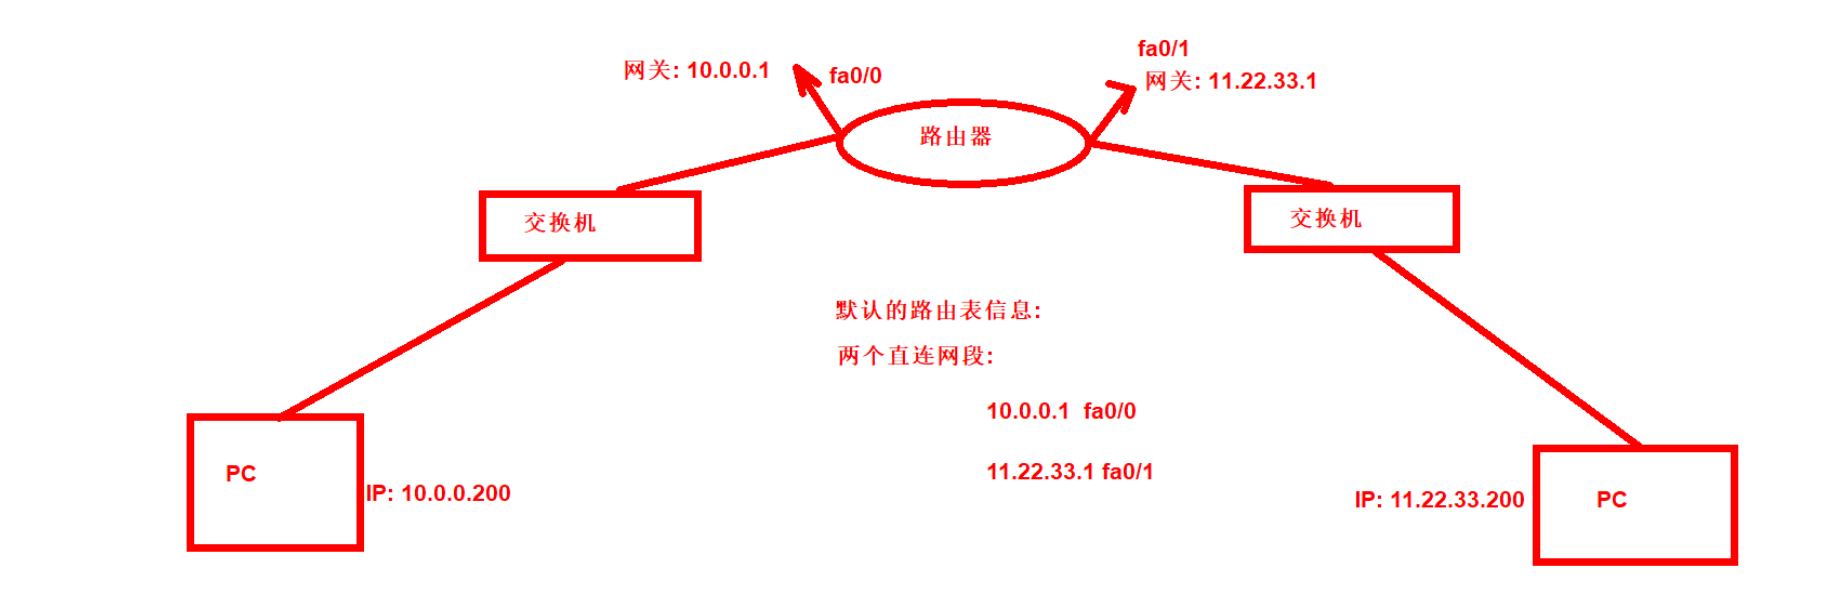 fa0/1
网关: 10.0.0.1
fa0/0
网关: 11.22.33.1
路由器
交换机
交换机
默认的路由表信息:
两个直连网段:
10.0.0.1 fa0/0
11.22.33.1 fa0/1
PC
IP: 10.0.0.200
IP: 11.22.33.200
PC